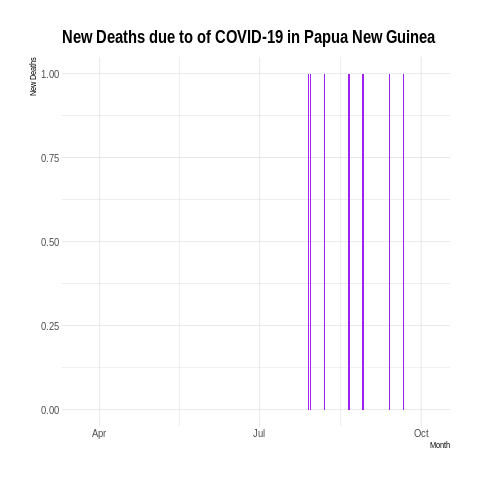 New Deaths due to of COVID-19 in Papua New Guinea
New Deaths
1.00
0.75
0.50
0.25
0.00
Apr Jul Oct
Month